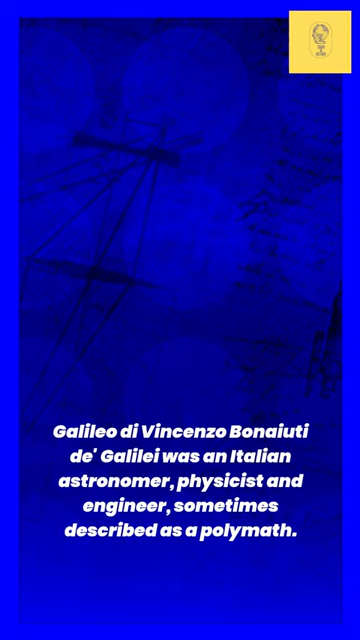 Galileo di Vincenzo Bonaiuti
de' Galilei was an Italian
astronomer, physicist and
engineer, sometimes
described as a polymath.